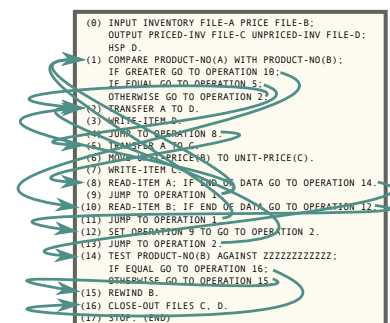 (0) INPUT INVENTORY FILE-A PRICE FILE-B;
OUTPUT PRICED-INV FILE-C UNPRICED-INV FILE-D;
HSP D.
(1) COMPARE PRODUCT-NO(A) WITH PRODUCT-NO(B);
IF GREATER GO TO OPERATION 10;
IF EQUAL GO TO OPERATION 5;
OTHERWISE GO TO OPERATION 2.
(2) TRANSFER A TO D.
(3) WRITE-ITEM D.
(4) JUMP TO OPERATION 8.
(5) TRANSFER A TO C.
(6) MOVE UNIT-PRICE(B) TO UNIT-PRICE(C).
(7) WRITE-ITEM C.
(8) READ-ITEM A; IF END OF DATA GO TO OPERATION 14.
(9) JUMP TO OPERATION 1.
(10) READ-ITEM B; IF END OF DATA GO TO OPERATION 12.
(11) JUMP TO OPERATION 1.
(12) SET OPERATION 9 TO GO TO OPERATION 2.
(13) JUMP TO OPERATION 2.
(14) TEST PRODUCT-NO(B) AGAINST ZZZZZZZZZZZZ;
IF EQUAL GO TO OPERATION 16;
OTHERWISE GO TO OPERATION 15.
(15) REWIND B.
(16) CLOSE-OUT FILES C, D.
(17) STOP. (END)